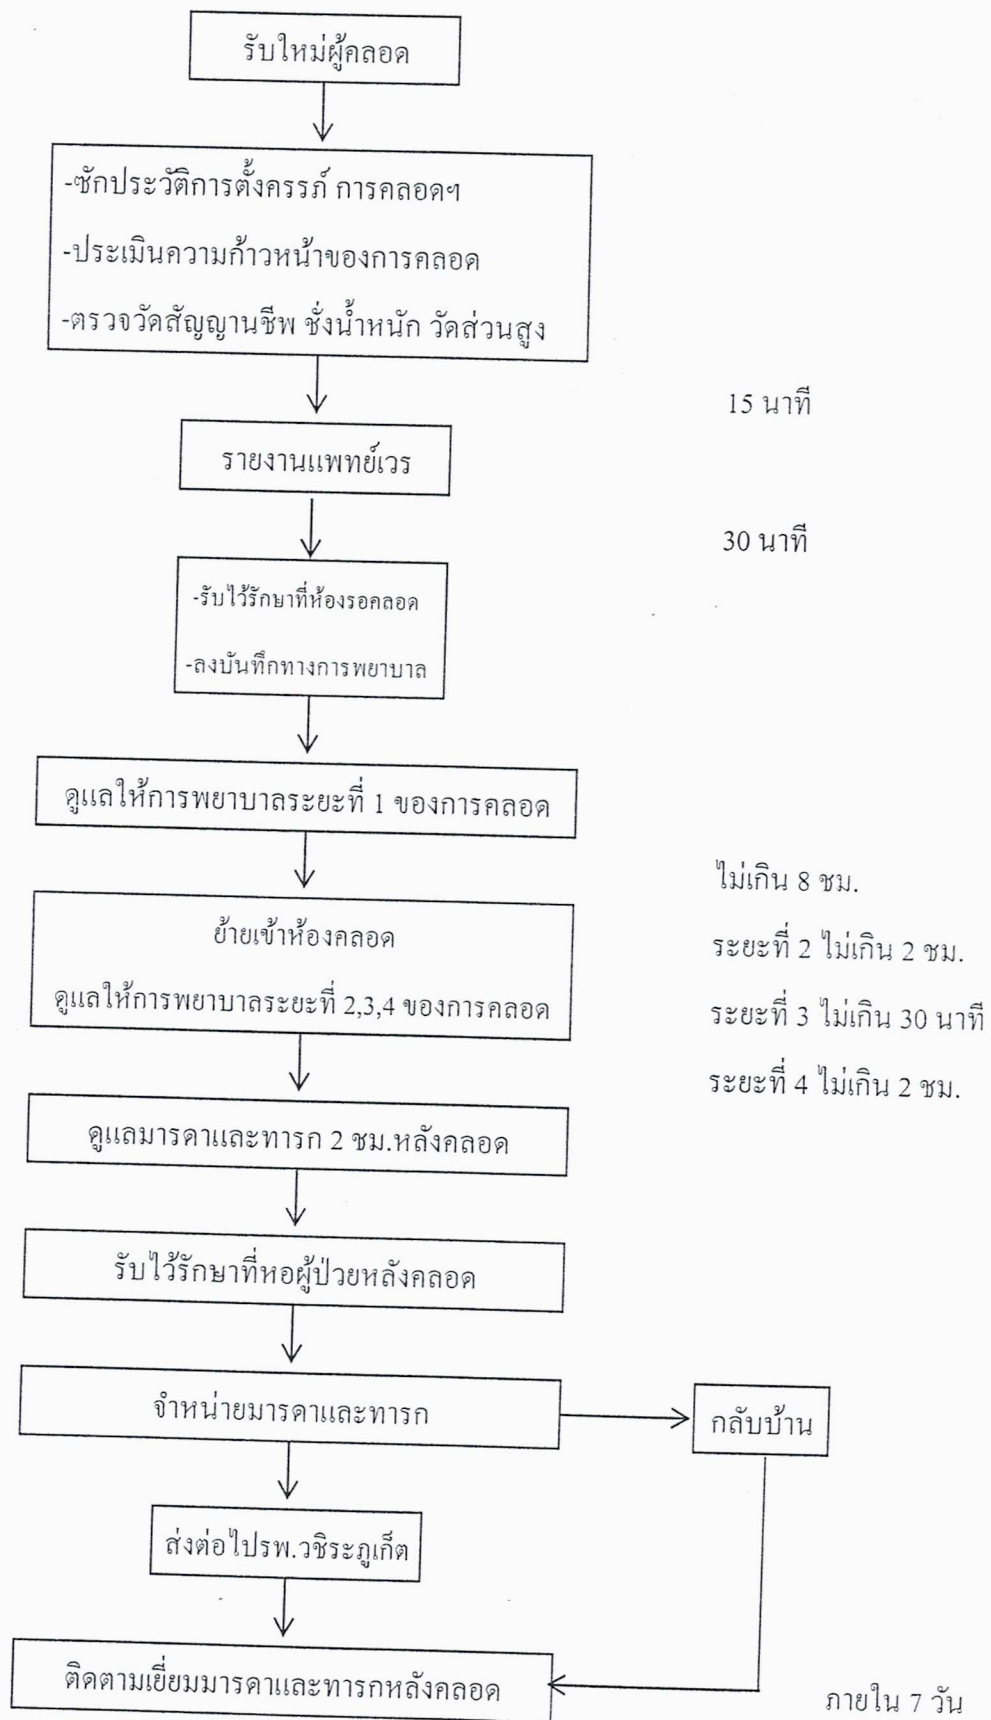 รับใหม่ผู้คลอด
-ซักประวัติการตั้งครรภ์ การคลอดฯ
-ประเมินความก้าวหน้าของการคลอด
-ตรวจวัดสัญญานชีพ ชั่งน้ำหนัก วัดส่วนสูง
15 นาที
รายงานแพทย์เวร
30 นาที
-รับไว้รักษาที่ห้องรอคลอด
-ลงบันทึกทางการพยาบาล
ดูแลให้การพยาบาลระยะที่ 1 ของการคลอด
ไม่เกิน 8 ชม.
ย้ายเข้าห้องคลอด
ระยะที่ 2 ไม่เกิน 2 ชม.
ดูแลให้การพยาบาลระยะที่ 2,3,4 ของการคลอด
ระยะที่ 3 ไม่เกิน 30 นาที
ระยะที่ 4 ไม่เกิน 2 ชม.
ดูแลมารดาและทารก 2 ชม.หลังคลอด
รับไว้รักษาที่หอผู้ป่วยหลังคลอด
จำหน่ายมารดาและทารก
กลับบ้าน
ส่งต่อไปรพ.วชิระภูเก็ต
ติดตามเยี่ยมมารดาและทารกหลังคลอด
ภายใน 7 วัน